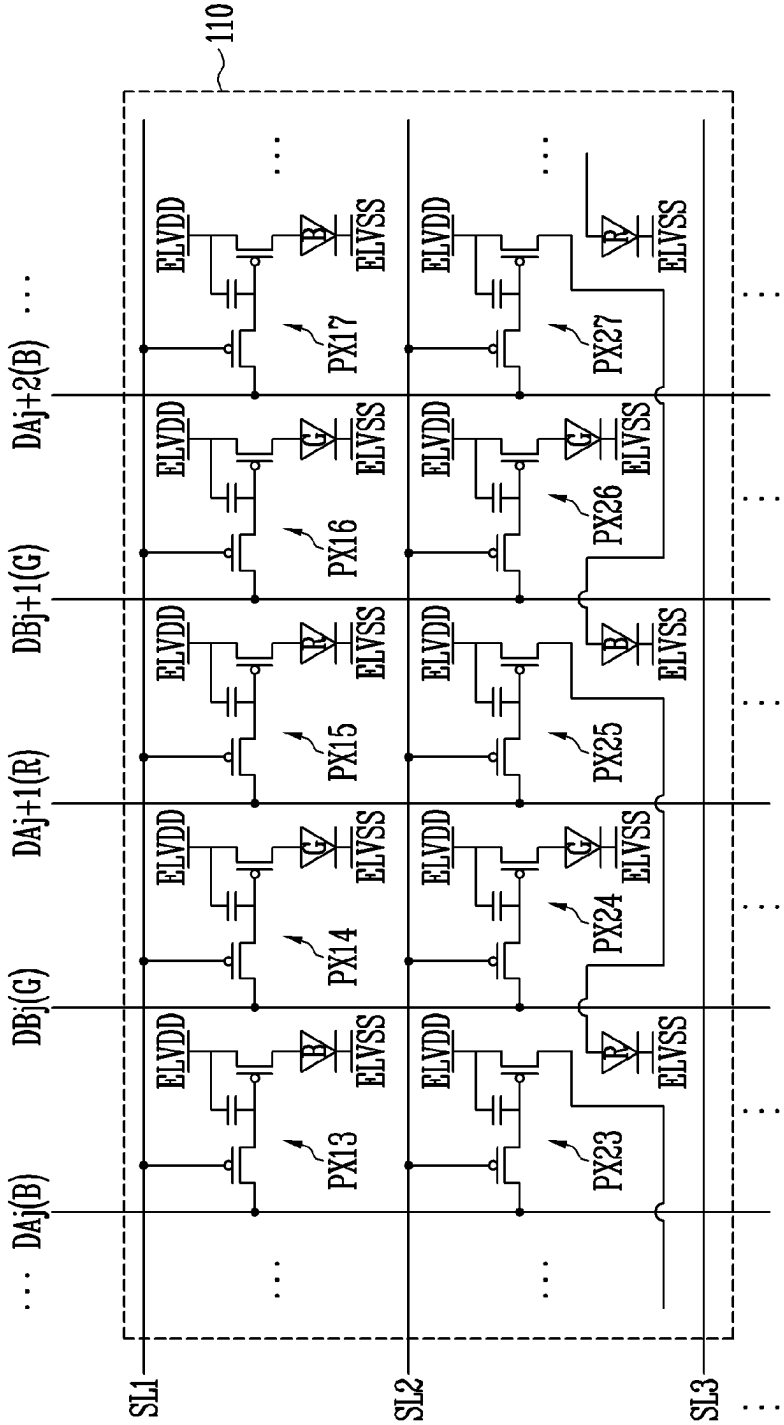 110
... DAj(B) DBj(G) DAj+1(R) DBj+1(G) DAj+2(B) ...
SL1
ELVDD ELVDD ELVDD ELVDD ELVDD
... B G R G B ...
ELVSS ELVSS ELVSS ELVSS ELVSS
PX13 PX14 PX15 PX16 PX17
SL2
ELVDD ELVDD ELVDD ELVDD ELVDD
... G G ...
ELVSS ELVSS
PX23 PX24 PX25 PX26 PX27
R B R
ELVSS ELVSS ELVSS
SL3
... ... ... ... ... ...